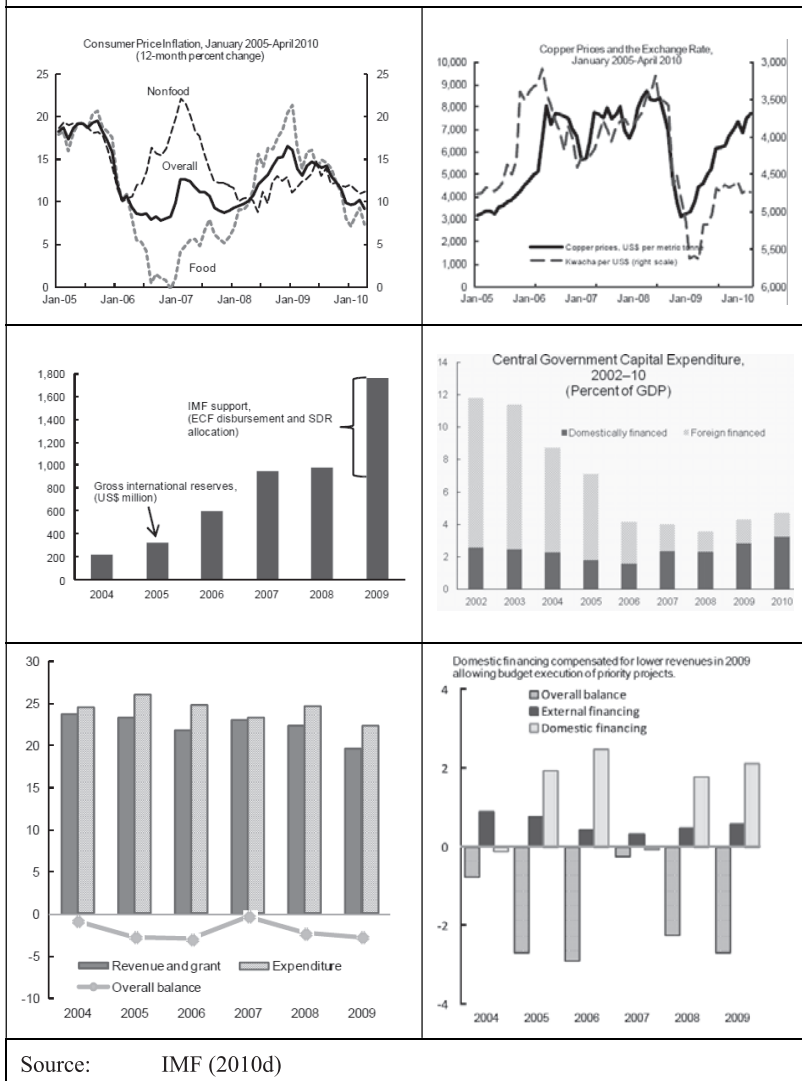 Consumer Price Inflation, January 2005-April 2010
(12-month percent change)
25
20
15
10
5
0
25
20
15
10
5
0
Nonfood
Overall
Food
Jan-05 Jan-06 Jan-07 Jan-08 Jan-09 Jan-10
Copper Prices and the Exchange Rate,
January 2005-April 2010
10,000
9,000
8,000
7,000
6,000
5,000
4,000
3,000
2,000
1,000
0
3,000
3,500
4,000
4,500
5,000
5,500
6,000
Copper prices, US$ per metric tonne
Kwacha per US$ (right scale)
Jan-05 Jan-06 Jan-07 Jan-08 Jan-09 Jan-10
1,800
1,600
1,400
1,200
1,000
800
600
400
200
0
IMF support,
(ECF disbursement and SDR
allocation)
Gross international reserves,
(US$ million)
2004 2005 2006 2007 2008 2009
Central Government Capital Expenditure,
2002–10
(Percent of GDP)
14
12
10
8
6
4
2
0
Domestically financed Foreign financed
2002 2003 2004 2005 2006 2007 2008 2009 2010
30
25
20
15
10
5
0
-5
-10
Revenue and grant Expenditure
Overall balance
2004 2005 2006 2007 2008 2009
Domestic financing compensated for lower revenues in 2009
allowing budget execution of priority projects.
4
2
0
-2
-4
Overall balance
External financing
Domestic financing
2004 2005 2006 2007 2008 2009
Source: IMF (2010d)